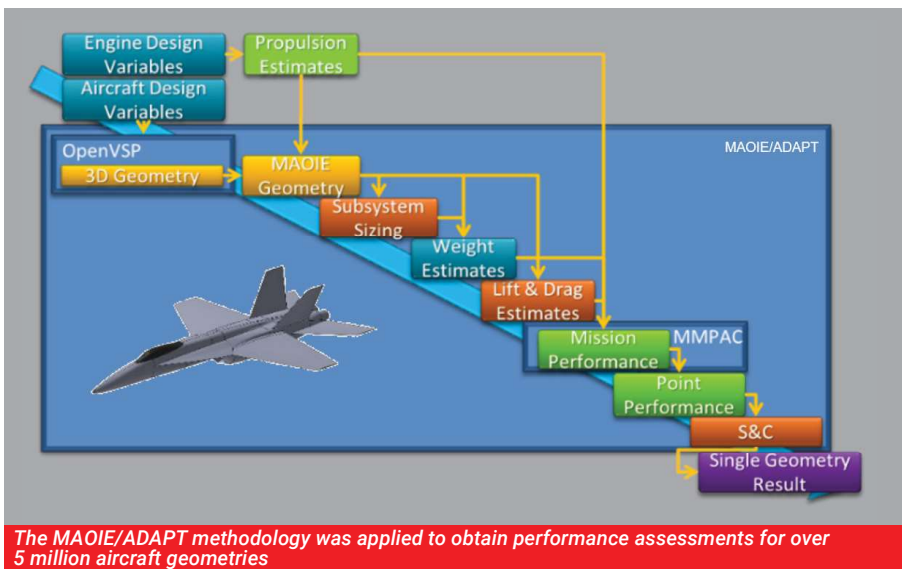 Engine Design
Variables
Propulsion
Estimates
Aircraft Design
Variables
OpenVSP
3D Geometry
MAOIE/ADAPT
MAOIE
Geometry
Subsystem
Sizing
Weight
Estimates
Lift & Drag
Estimates
Mission
Performance
MMPAC
Point
Performance
S&C
Single Geometry
Result
The MAOIE/ADAPT methodology was applied to obtain performance assessments for over
5 million aircraft geometries